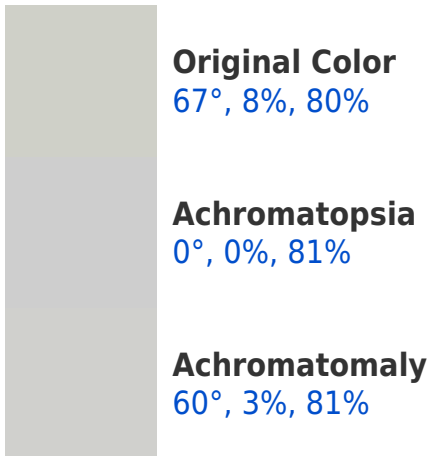 Original Color
67°, 8%, 80%
Achromatopsia
0°, 0%, 81%
Achromatomaly
60°, 3%, 81%